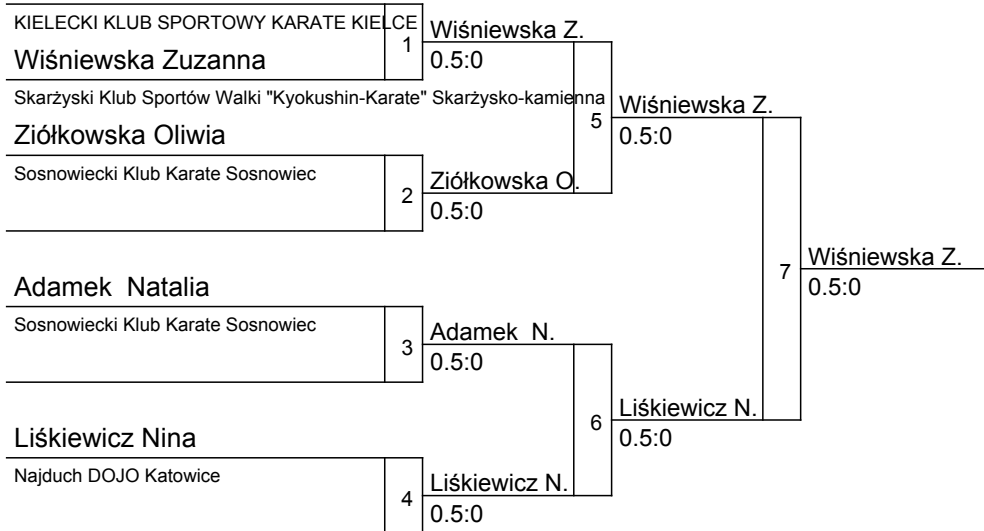 KIELECKI KLUB SPORTOWY KARATE KIELCE
1
Wiśniewska Z.
0.5:0
Wiśniewska Zuzanna
Skarżyski Klub Sportów Walki "Kyokushin-Karate" Skarżysko-kamienna
5
Wiśniewska Z.
0.5:0
Ziółkowska Oliwia
Sosnowiecki Klub Karate Sosnowiec
2
Ziółkowska O.
0.5:0
7
Wiśniewska Z.
0.5:0
Adamek  Natalia
Sosnowiecki Klub Karate Sosnowiec
3
Adamek  N.
0.5:0
6
Liśkiewicz N.
0.5:0
Liśkiewicz Nina
Najduch DOJO Katowice
4
Liśkiewicz N.
0.5:0